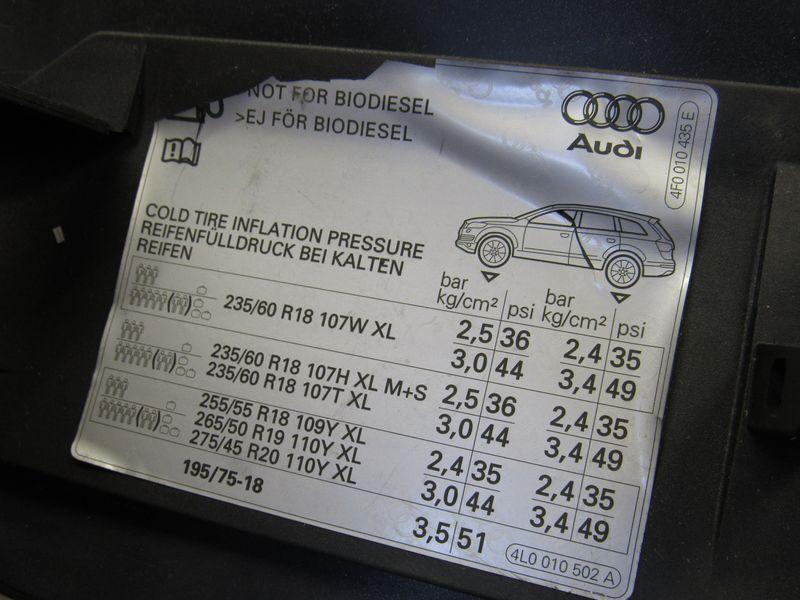 NOT FOR BIODIESEL
>EJ FÖR BIODIESEL
Audi
4F0 010 435 E
COLD TIRE INFLATION PRESSURE
REIFENFÜLLDRUCK BEI KALTEN
REIFEN
bar kg/cm² psi bar kg/cm² psi
235/60 R18 107W XL 2,5 36 2,4 35
3,0 44 3,4 49
235/60 R18 107H XL M+S 2,5 36 2,4 35
235/60 R18 107T XL 3,0 44 3,4 49
255/55 R18 109Y XL 2,4 35 2,4 35
265/50 R19 110Y XL 3,0 44 3,4 49
275/45 R20 110Y XL
195/75-18 3,5 51
4L0 010 502 A